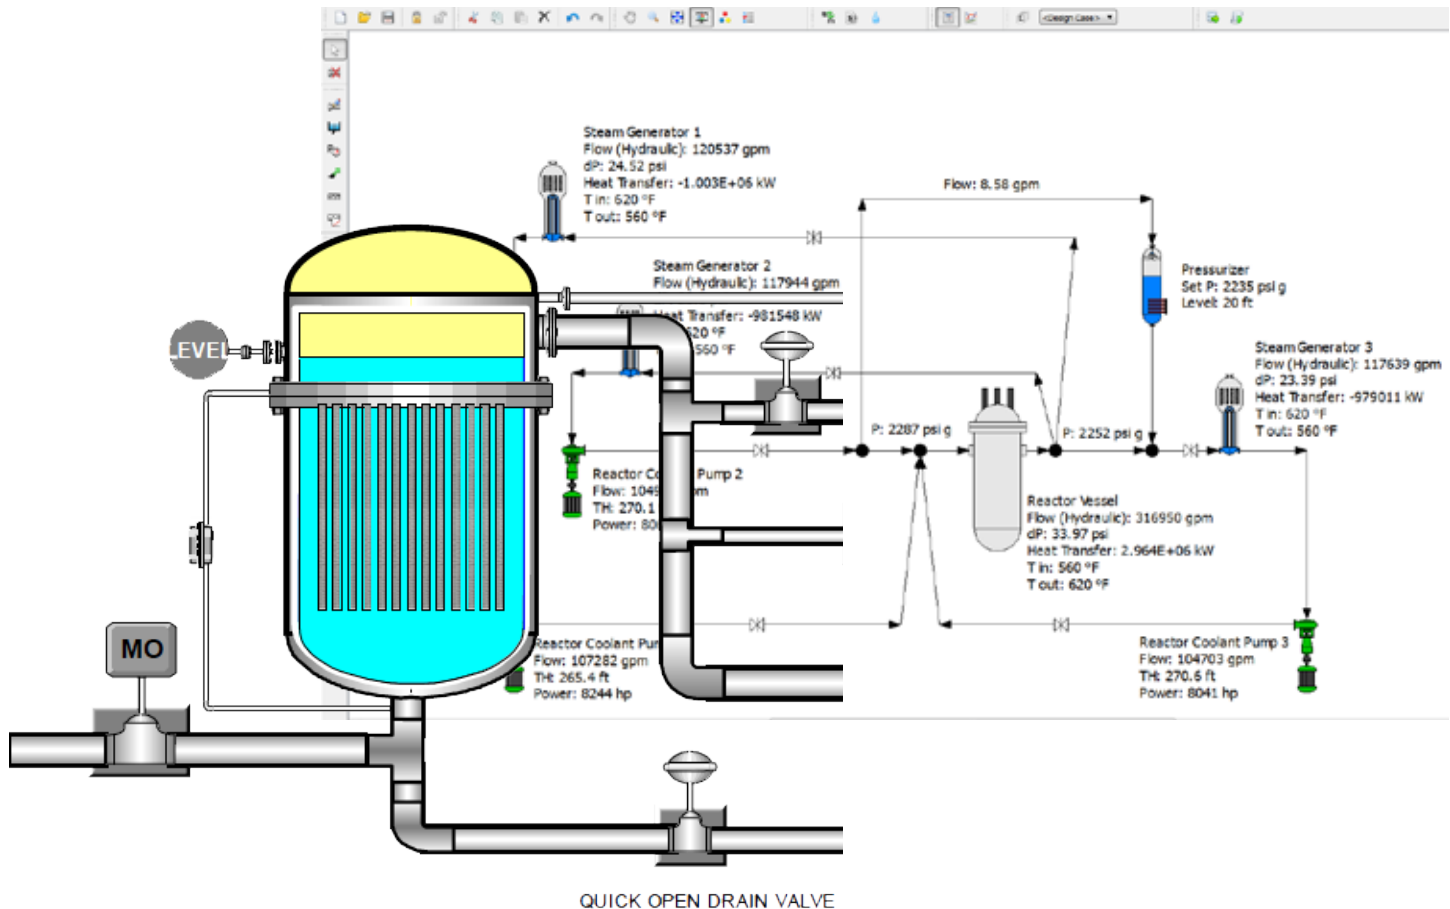 <Design Case>
Steam Generator 1
Flow (Hydraulic): 120537 gpm
dP: 24.52 psi
Heat Transfer: -1.003E+06 kW
T in: 620 °F
T out: 560 °F
Flow: 8.58 gpm
Steam Generator 2
Flow (Hydraulic): 117944 gpm
Heat Transfer: -981548 kW
620 °F
560 °F
Pressurizer
Set P: 2235 psi g
Level: 20 ft
LEVEL
Steam Generator 3
Flow (Hydraulic): 117639 gpm
dP: 23.39 psi
Heat Transfer: -979011 kW
T in: 620 °F
T out: 560 °F
P: 2287 psi g
P: 2252 psi g
Reactor Pump 2
Flow:
TH: 270.1
Power:
Reactor Vessel
Flow (Hydraulic): 316950 gpm
dP: 33.97 psi
Heat Transfer: 2.964E+06 kW
T in: 560 °F
T out: 620 °F
MO
Reactor Coolant
Flow: 107282 gpm
TH: 265.4 ft
Power: 8244 hp
Reactor Coolant Pump 3
Flow: 104703 gpm
TH: 270.6 ft
Power: 8041 hp
QUICK OPEN DRAIN VALVE